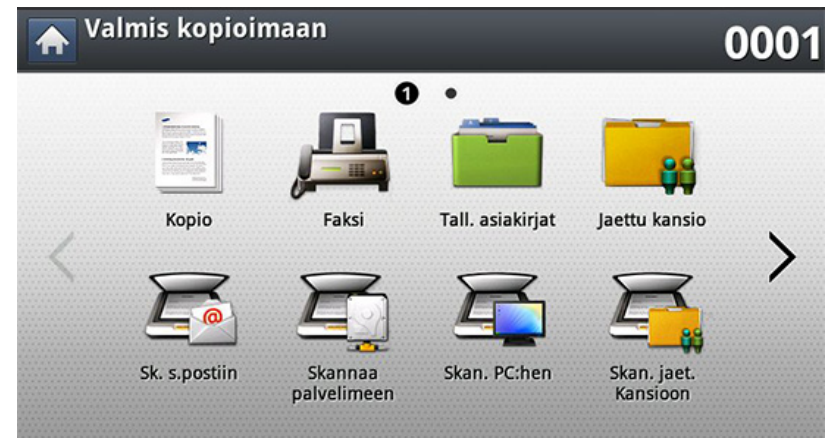 Valmis kopioimaan
0001
1
Kopio
Faksi
Tall. asiakirjat
Jaettu kansio
Sk. s.postiin
Skannaa
palvelimeen
Skan. PC:hen
Skan. jaet.
Kansioon